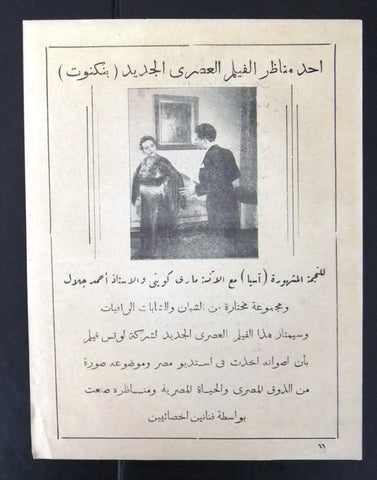 احد مناظر الفيلم العصرى الجديد (بنكنوت)
للنجمة المشهورة (آسيا) مع الآنسة مارى كوينى والاستاذ أحمد جلال
ومجموعة مختارة من الشبان والشابات الراقيات
وسيمتاز هذا الفيلم العصرى الجديد لشركة لوتس فيلم
بأن اصواته اخذت فى استديو مصر وموضوعه صورة
من الذوق المصرى والحياة المصرية ومناظره صنعت
بواسطة فنانين اخصائيين
٦٦